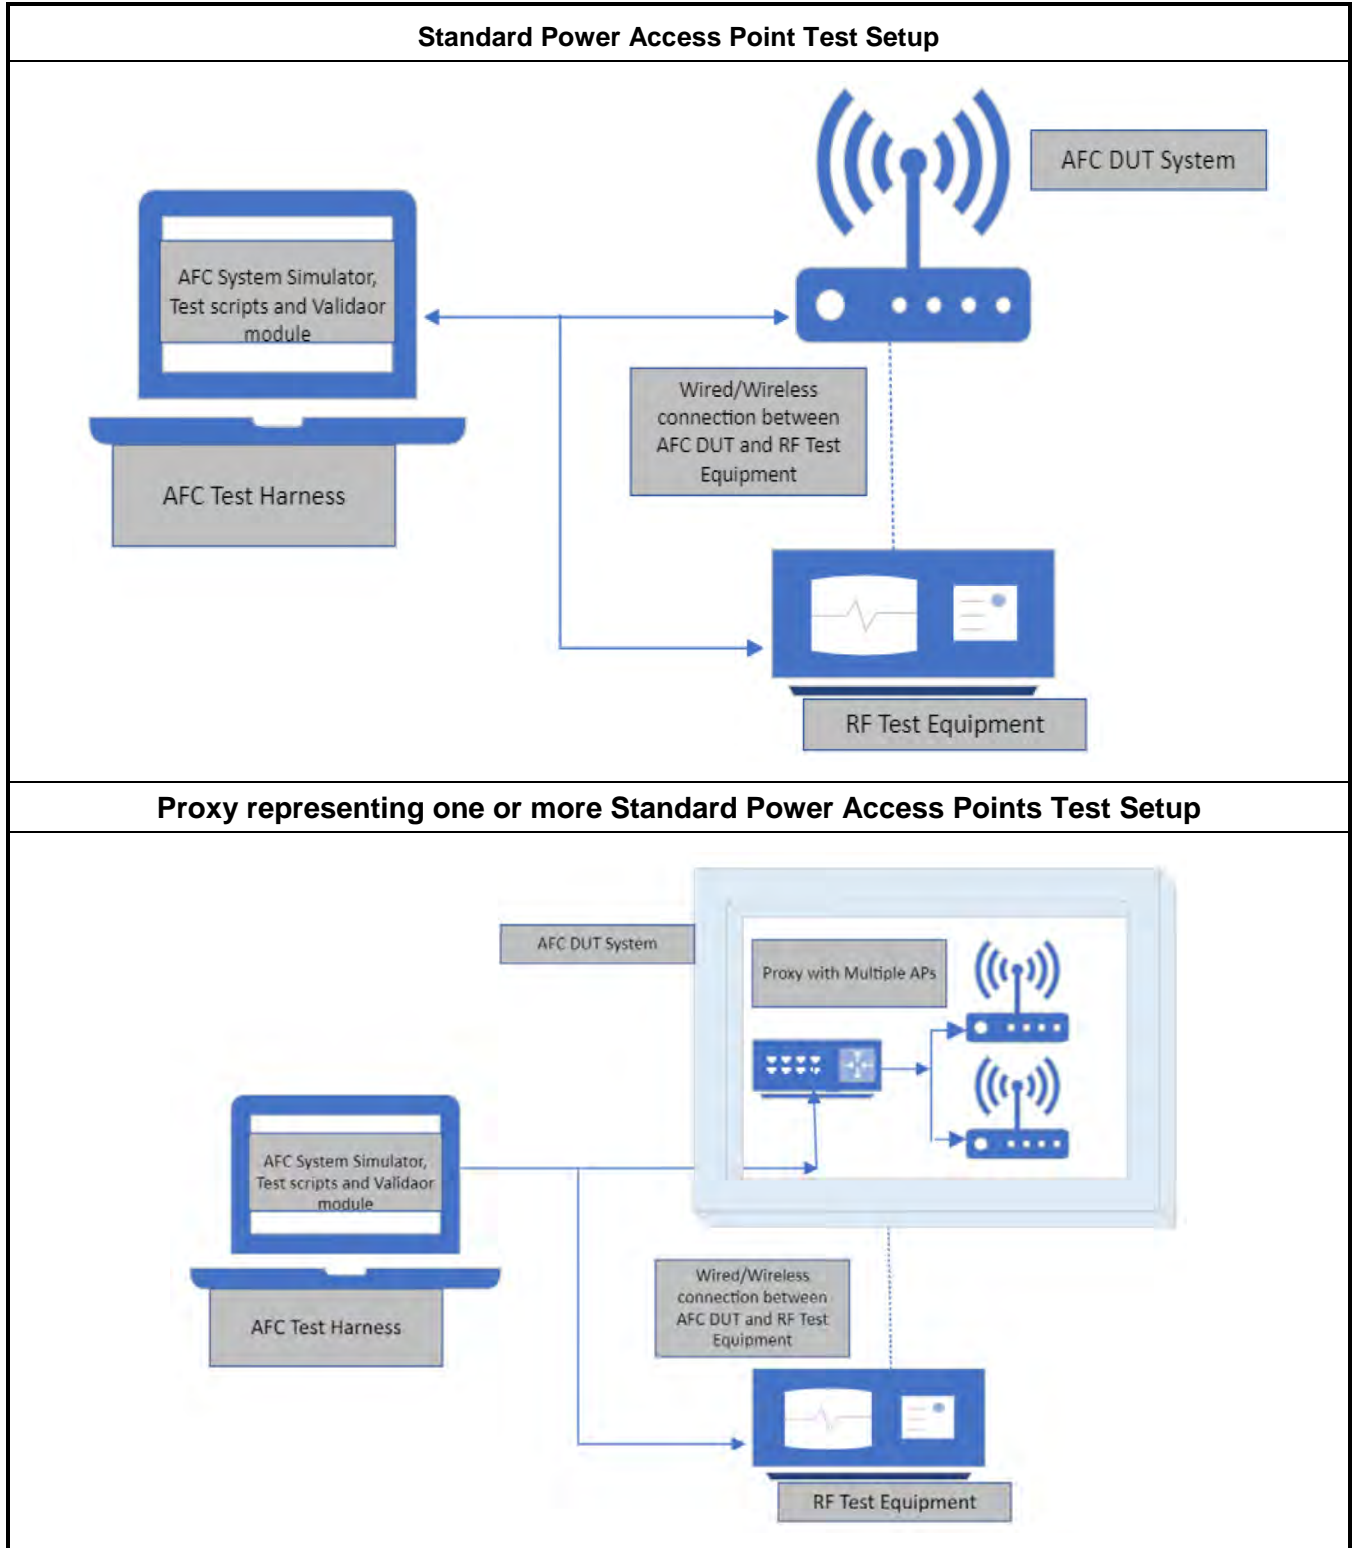 Standard Power Access Point Test Setup
AFC DUT System
AFC System Simulator,
Test scripts and Validaor
module
Wired/Wireless
connection between
AFC DUT and RF Test
Equipment
AFC Test Harness
RF Test Equipment
Proxy representing one or more Standard Power Access Points Test Setup
AFC DUT System
Proxy with Multiple APs
AFC System Simulator,
Test scripts and Validaor
module
Wired/Wireless
connection between
AFC DUT and RF Test
Equipment
AFC Test Harness
RF Test Equipment